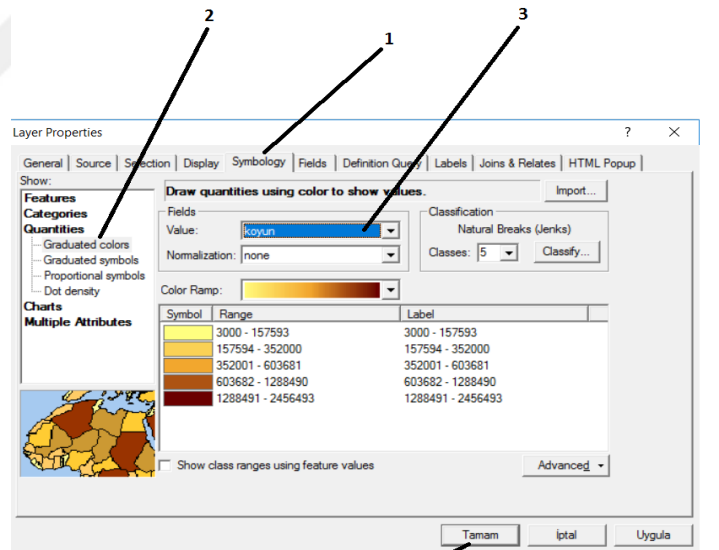 2
1
3
Layer Properties ? ×
General Source Selection Display Symbology Fields Definition Query Labels Joins & Relates HTML Popup
Show:
Features
Categories
Quantities
Graduated colors
Graduated symbols
Proportional symbols
Dot density
Charts
Multiple Attributes
Draw quantities using color to show values. Import...
Fields
Value: koyun
Normalization: none
Classification
Natural Breaks (Jenks)
Classes: 5 Classify...
Color Ramp:
Symbol Range Label
3000 - 157593 3000 - 157593
157594 - 352000 157594 - 352000
352001 - 603681 352001 - 603681
603682 - 1288490 603682 - 1288490
1288491 - 2456493 1288491 - 2456493
Show class ranges using feature values Advanced
Tamam İptal Uygula